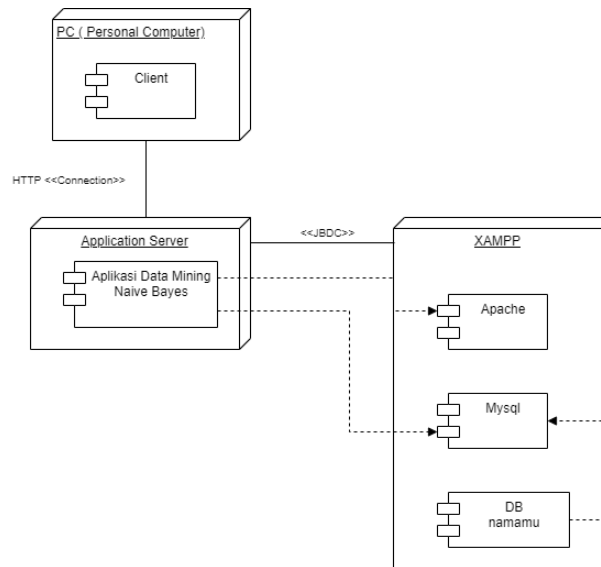 PC ( Personal Computer)
Client
HTTP <<Connection>>
Application Server
<<JBDC>>
XAMPP
Aplikasi Data Mining
Naive Bayes
Apache
Mysql
DB
namamu